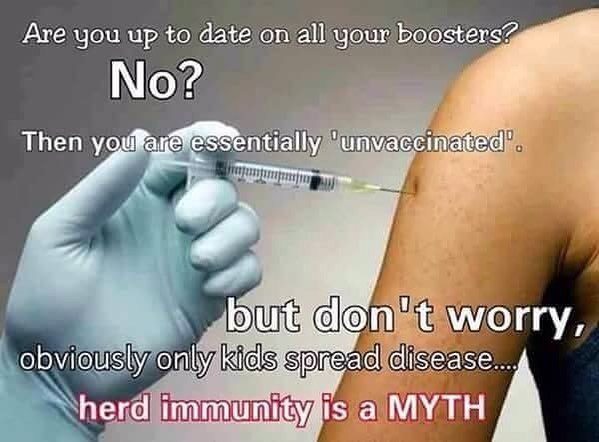 Are you up to date on all your boosters?
No?
Then you are essentially 'unvaccinated'.
but don't worry,
obviously only kids spread disease....
herd immunity is a MYTH